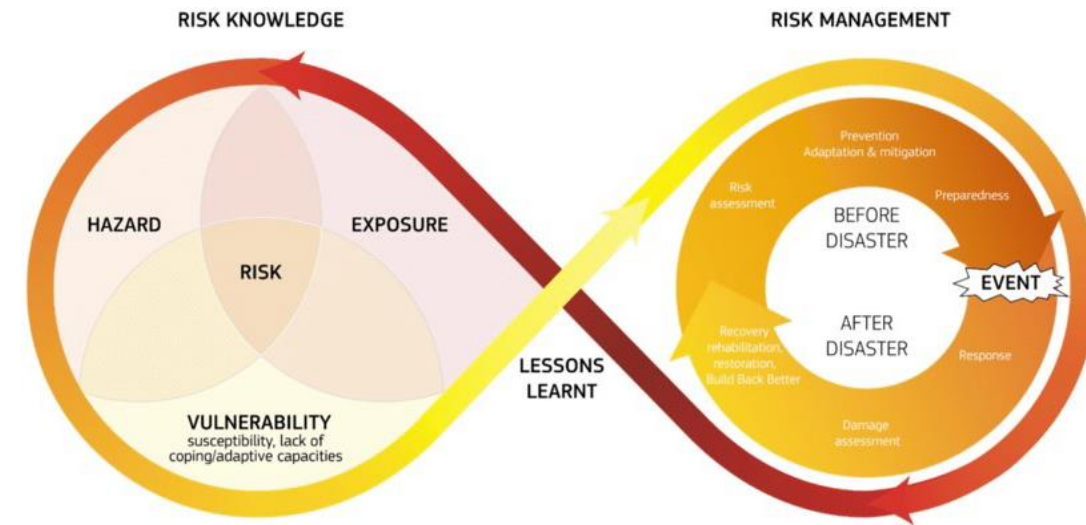 RISK KNOWLEDGE
RISK MANAGEMENT
HAZARD
EXPOSURE
RISK
VULNERABILITY
susceptibility, lack of
coping/adaptive capacities
LESSONS
LEARNT
Prevention
Adaptation & mitigation
Risk
assessment
Preparedness
BEFORE
DISASTER
EVENT
AFTER
DISASTER
Recovery
rehabilitation,
restoration,
Build Back Better
Response
Damage
assessment